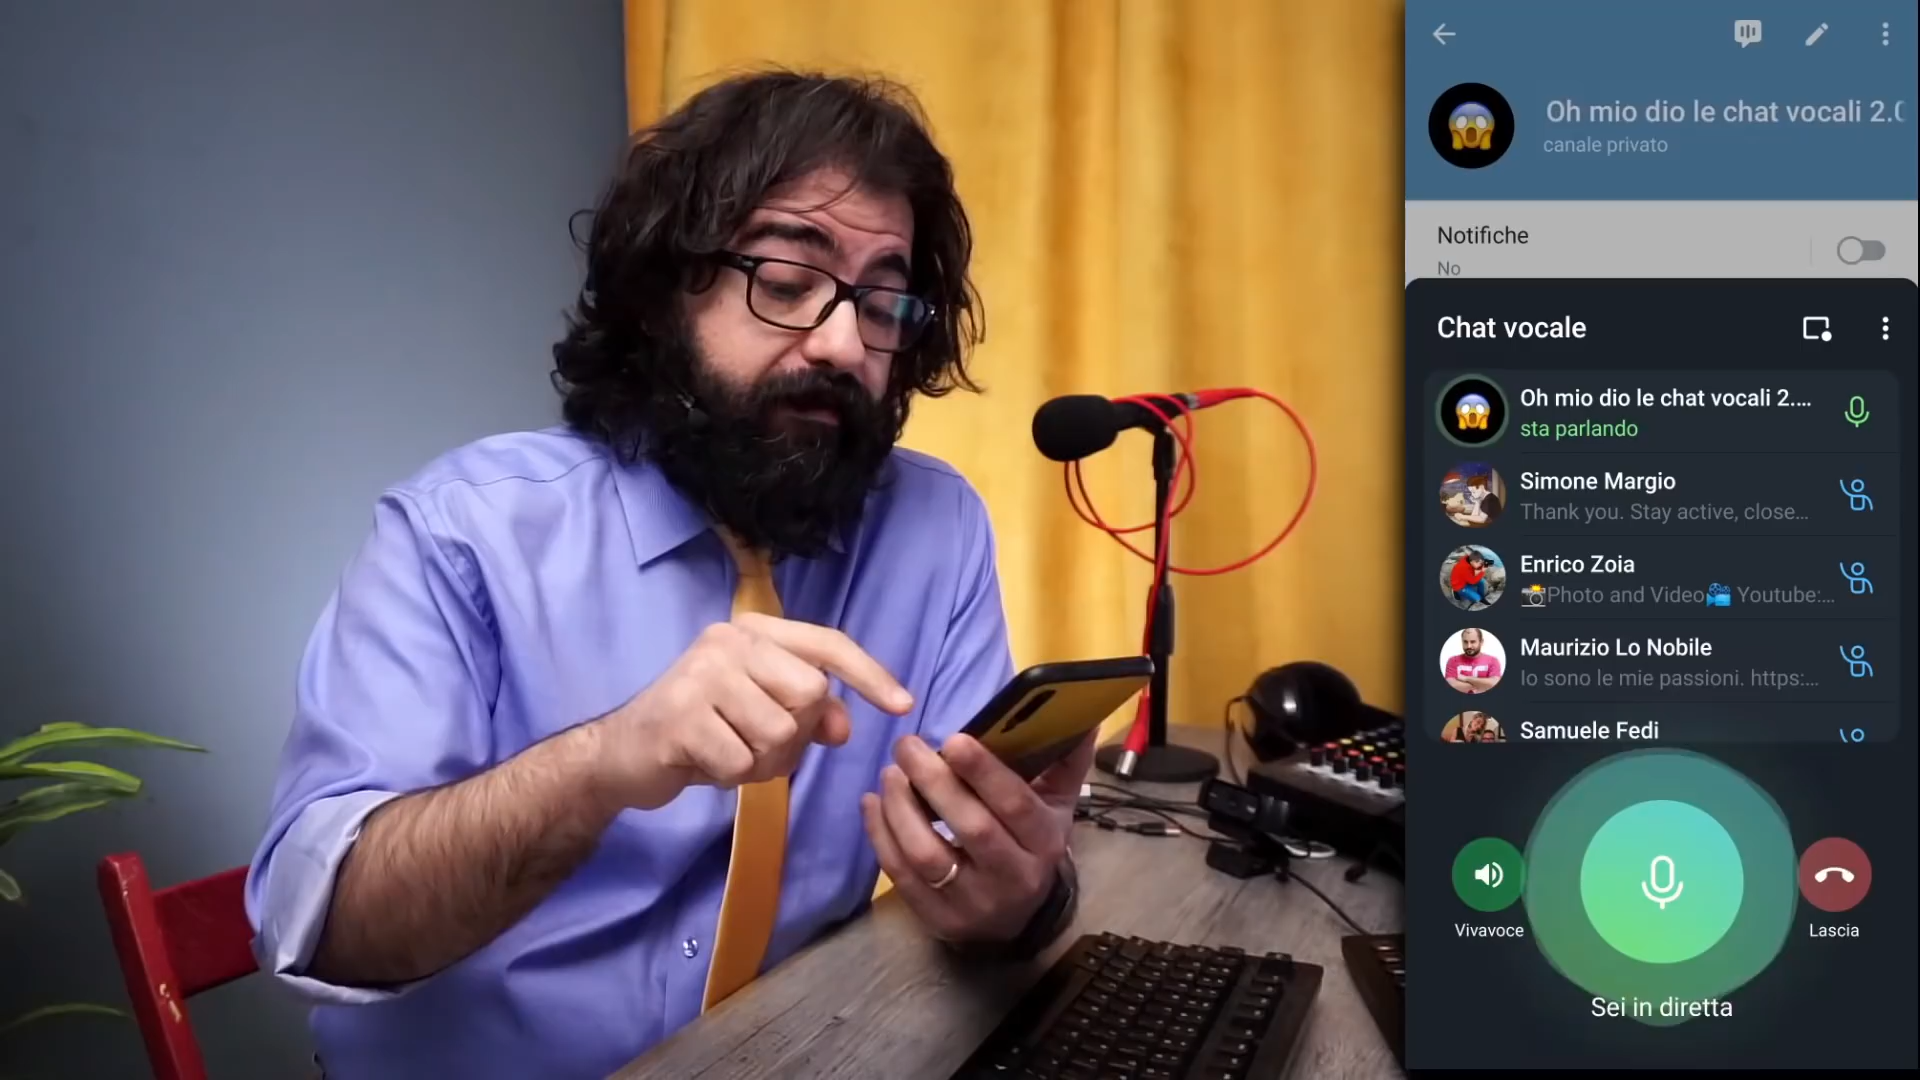 Oh mio dio le chat vocali 2.0
canale privato
Notifiche
No
Chat vocale
Oh mio dio le chat vocali 2....
sta parlando
Simone Margio
Thank you. Stay active, close...
Enrico Zoia
📸Photo and Video🎥 Youtube:...
Maurizio Lo Nobile
Io sono le mie passioni. https:...
Samuele Fedi
Vivavoce
Lascia
Sei in diretta